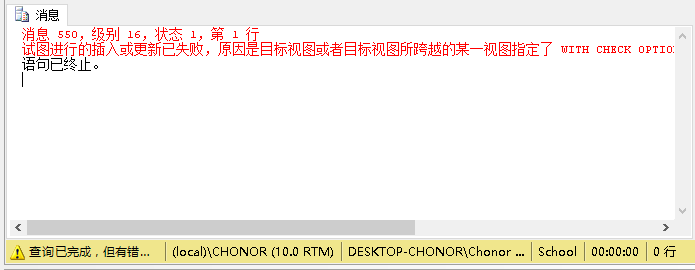 消息
消息 550，级别 16，状态 1，第 1 行
试图进行的插入或更新已失败，原因是目标视图或者目标视图所跨越的某一视图指定了 WITH CHECK OPTION
语句已终止。
查询已完成，但有错... (local)\CHONOR (10.0 RTM) DESKTOP-CHONOR\Chonor ... School 00:00:00 0 行